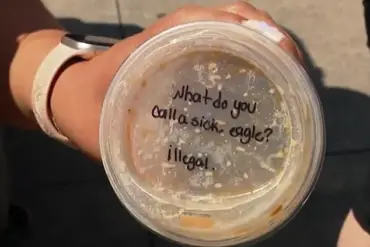 What do you
call a sick, eagle?
illegal.